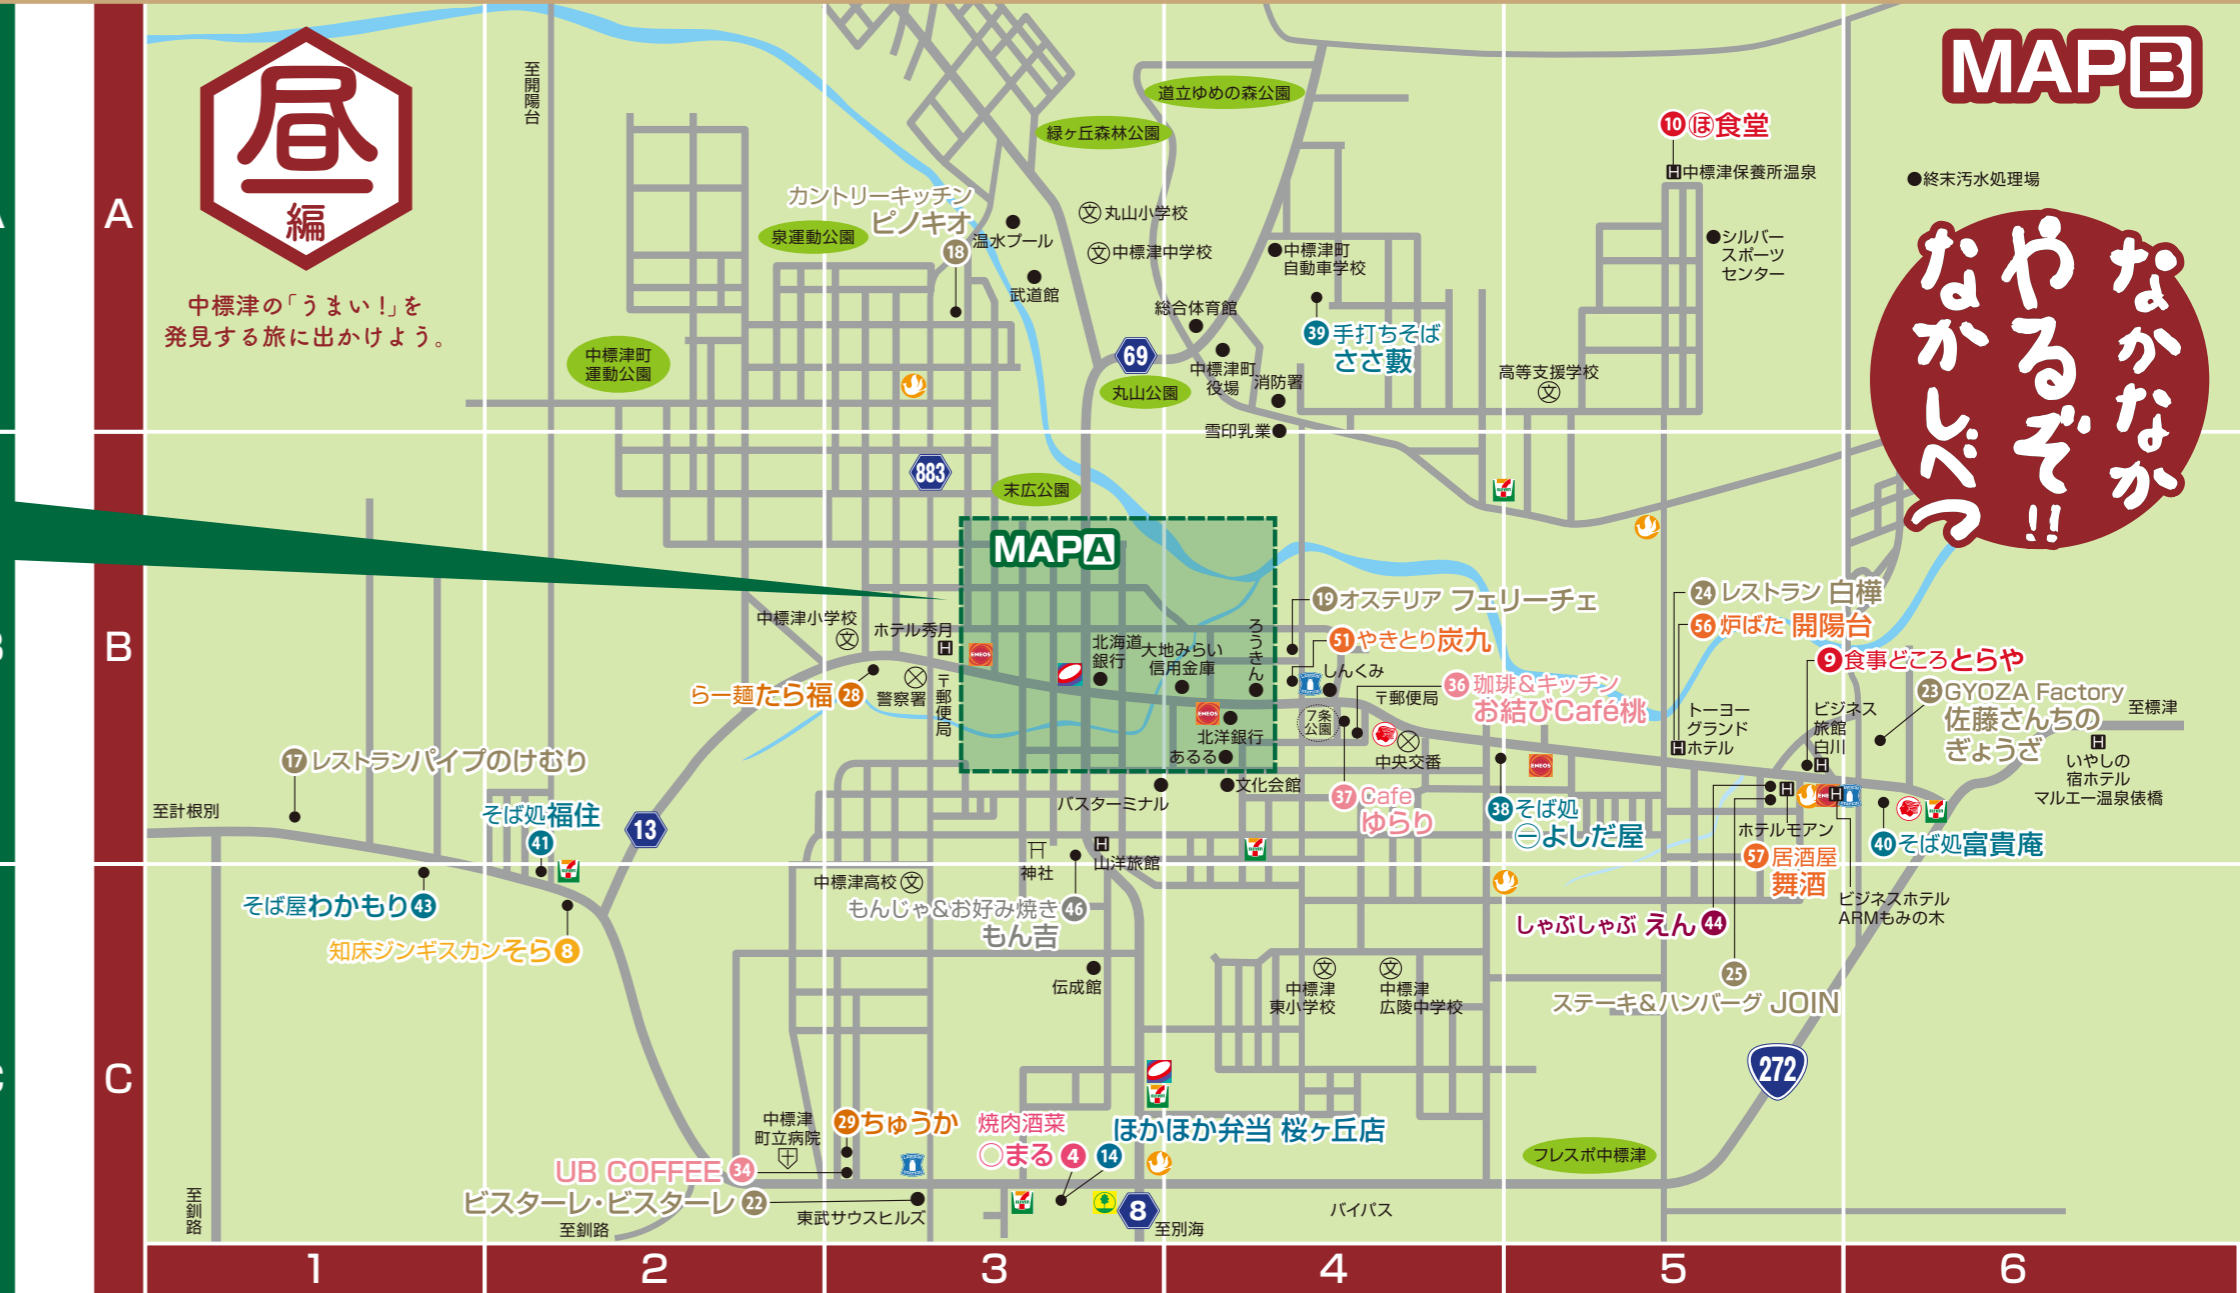 MAP B
昼
編
中標津の「うまい！」を
発見する旅に出かけよう。
なかなか
やるぞ!!
なかしべつ
A
B
C
1
2
3
4
5
6
至開陽台
道立ゆめの森公園
緑ヶ丘森林公園
10 ㋭食堂
中標津保養所温泉
終末汚水処理場
カントリーキッチン
ピノキオ
18
泉運動公園
温水プール
武道館
丸山小学校
中標津中学校
中標津町
自動車学校
シルバー
スポーツ
センター
総合体育館
39 手打ちそば
ささ藪
中標津町
運動公園
69
丸山公園
中標津町
役場
消防署
高等支援学校
雪印乳業
883
末広公園
MAP A
中標津小学校
ホテル秀月
らー麺たら福 28
警察署
〒郵便局
ENEOS
北海道
銀行
大地みらい
信用金庫
ろうきん
ENEOS
北洋銀行
あるる
19 オステリア フェリーチェ
51 やきとり炭九
しんくみ
〒郵便局
7条
公園
中央交番
36 珈琲&キッチン
お結びCafé桃
37 Cafe
ゆらり
24 レストラン 白樺
56 炉ばた 開陽台
トーヨー
グランド
ホテル
9 食事どころとらや
ビジネス
旅館
白川
23 GYOZA Factory
佐藤さんちの
ぎょうざ
至標津
いやしの
宿ホテル
マルエー温泉俵橋
17 レストランパイプのけむり
至計根別
そば処福住
41
13
バスターミナル
文化会館
ENEOS
38 そば処
㊀よしだ屋
ホテルモアン
57 居酒屋
舞酒
40 そば処富貴庵
ビジネスホテル
ARMもみの木
しゃぶしゃぶ えん 44
25
ステーキ&ハンバーグ JOIN
そば屋わかもり 43
知床ジンギスカンそら 8
中標津高校
神社
山洋旅館
もんじゃ&お好み焼き 46
もん吉
伝成館
中標津
東小学校
中標津
広陵中学校
272
中標津
町立病院
29 ちゅうか
UB COFFEE 34
ビスターレ・ビスターレ 22
東武サウスヒルズ
焼肉酒菜
○まる 4
14
ほかほか弁当 桜ヶ丘店
8
至別海
バイパス
フレスポ中標津
至釧路
至釧路